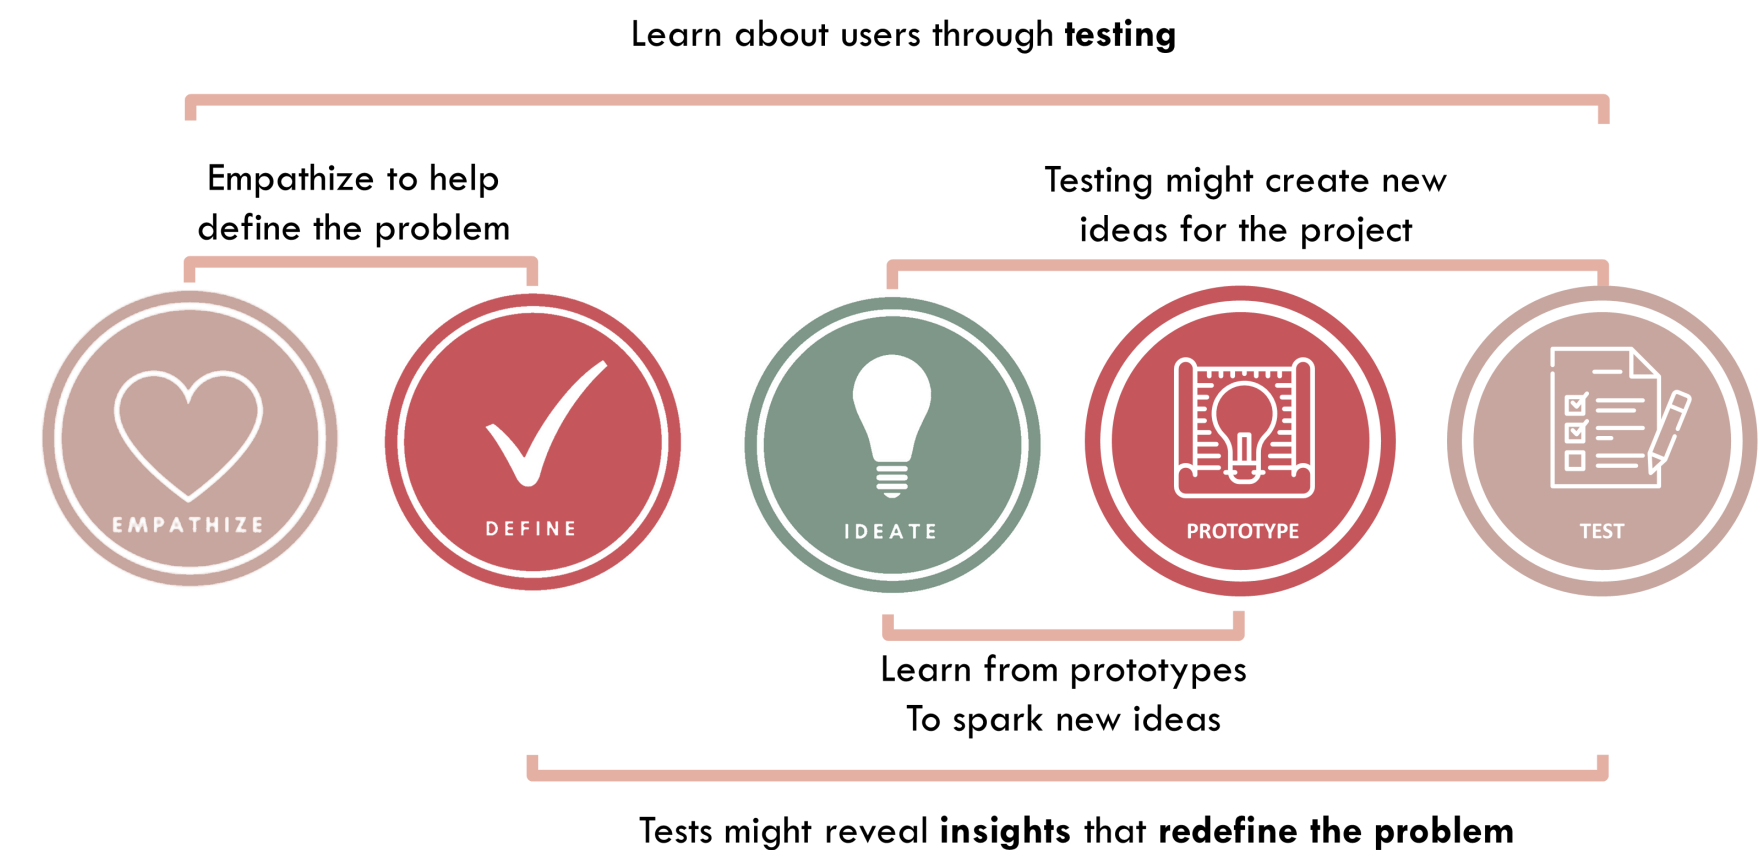 Learn about users through testing
Empathize to help
define the problem
Testing might create new
ideas for the project
EMPATHIZE
DEFINE
IDEATE
PROTOTYPE
TEST
Learn from prototypes
To spark new ideas
Tests might reveal insights that redefine the problem